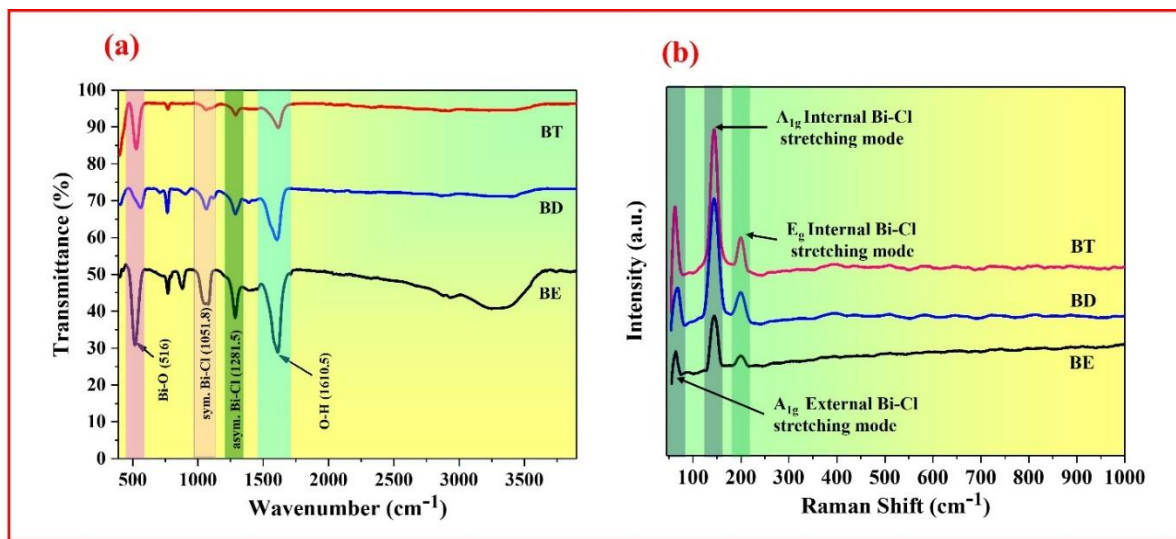 (a)
100
90
80
70
60
50
40
30
20
10
0
Transmittance (%)
BT
BD
BE
Bi-O (516)
sym. Bi-Cl (1051.8)
asym. Bi-Cl (1281.5)
O-H (1610.5)
500 1000 1500 2000 2500 3000 3500
Wavenumber (cm-1)
(b)
Intensity (a.u.)
A1g Internal Bi-Cl
stretching mode
Eg Internal Bi-Cl
stretching mode
BT
BD
BE
A1g External Bi-Cl
stretching mode
100 200 300 400 500 600 700 800 900 1000
Raman Shift (cm-1)